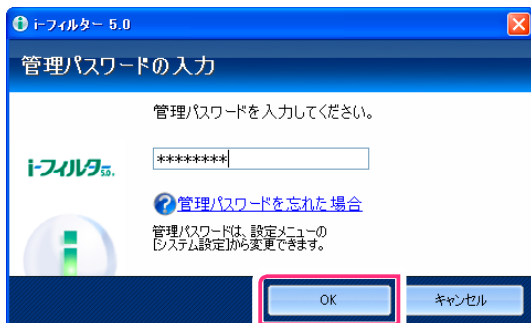 i-フィルター 5.0
管理パスワードの入力
管理パスワードを入力してください。
********
i-フィルタ5.0.
管理パスワードを忘れた場合
管理パスワードは、設定メニューの
[システム設定]から変更できます。
OK
キャンセル